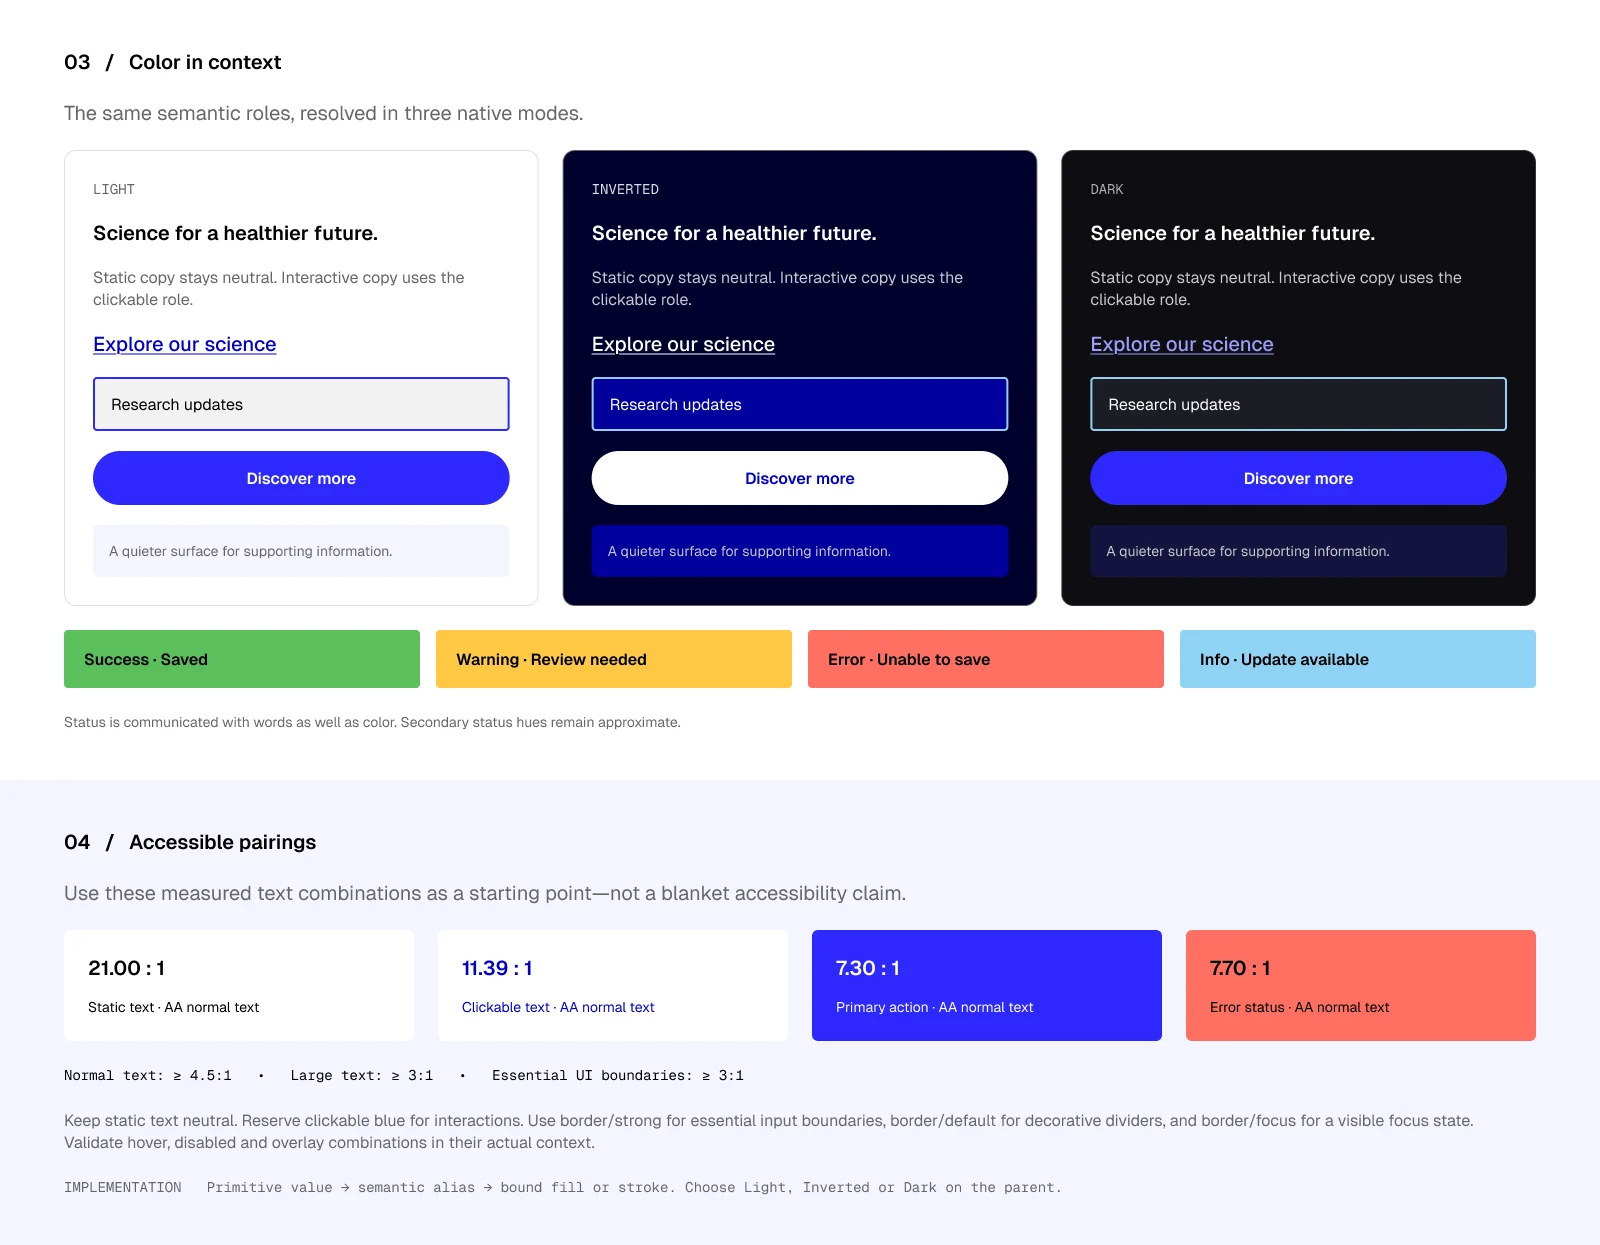 03 / Color in context
The same semantic roles, resolved in three native modes.
LIGHT
Science for a healthier future.
Static copy stays neutral. Interactive copy uses the
clickable role.
Explore our science
Research updates
Discover more
A quieter surface for supporting information.
INVERTED
Science for a healthier future.
Static copy stays neutral. Interactive copy uses the
clickable role.
Explore our science
Research updates
Discover more
A quieter surface for supporting information.
DARK
Science for a healthier future.
Static copy stays neutral. Interactive copy uses the
clickable role.
Explore our science
Research updates
Discover more
A quieter surface for supporting information.
Success · Saved
Warning · Review needed
Error · Unable to save
Info · Update available
Status is communicated with words as well as color. Secondary status hues remain approximate.
04 / Accessible pairings
Use these measured text combinations as a starting point—not a blanket accessibility claim.
21.00 : 1
Static text · AA normal text
11.39 : 1
Clickable text · AA normal text
7.30 : 1
Primary action · AA normal text
7.70 : 1
Error status · AA normal text
Normal text: ≥ 4.5:1 • Large text: ≥ 3:1 • Essential UI boundaries: ≥ 3:1
Keep static text neutral. Reserve clickable blue for interactions. Use border/strong for essential input boundaries, border/default for decorative dividers, and border/focus for a visible focus state.
Validate hover, disabled and overlay combinations in their actual context.
IMPLEMENTATION Primitive value → semantic alias → bound fill or stroke. Choose Light, Inverted or Dark on the parent.